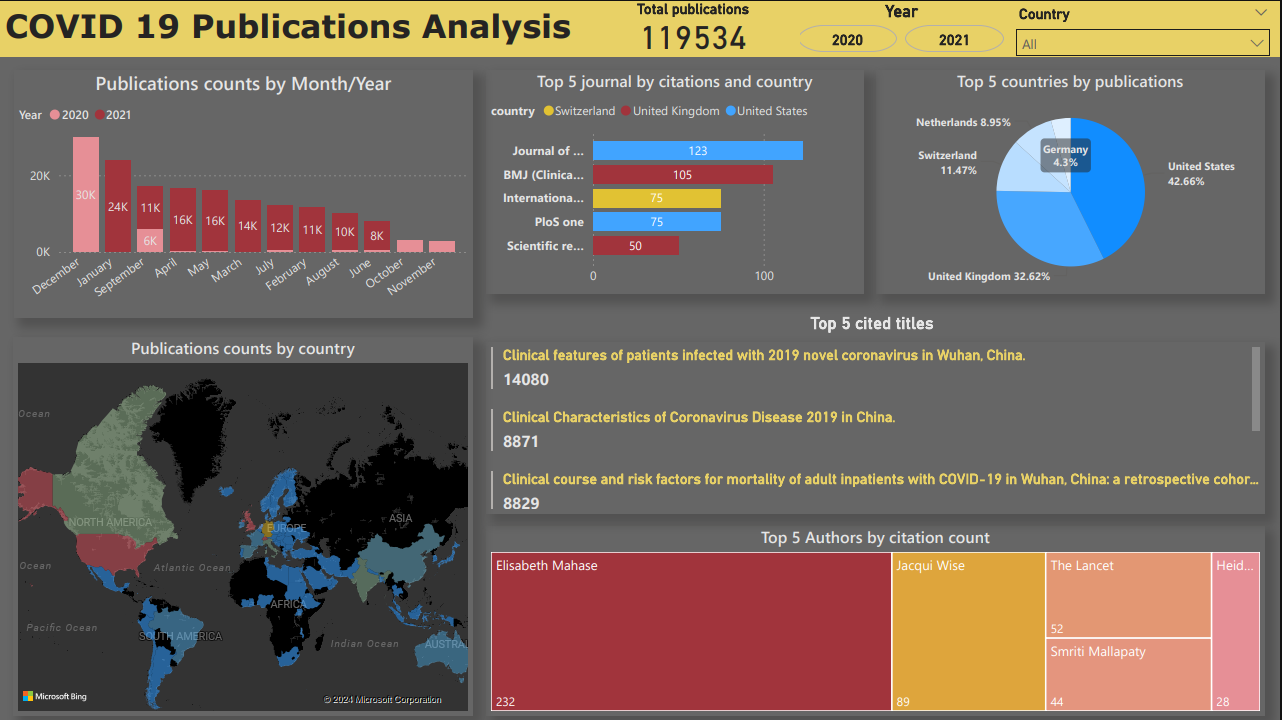 COVID 19 Publications Analysis
Total publications
119534
Year
2020
2021
Country
All
Publications counts by Month/Year
Year 2020 2021
20K
0K
30K
24K
11K
6K
16K
16K
14K
12K
11K
10K
8K
December
January
September
April
May
March
July
February
August
June
October
November
Top 5 journal by citations and country
country Switzerland United Kingdom United States
Journal of ...
123
BMJ (Clinica...
105
Internationa...
75
PloS one
75
Scientific re...
50
0
100
Top 5 countries by publications
Netherlands 8.95%
Switzerland
11.47%
Germany
4.3%
United States
42.66%
United Kingdom 32.62%
Publications counts by country
Ocean
NORTH AMERICA
EUROPE
ASIA
Ocean
Atlantic Ocean
AFRICA
Pacific Ocean
SOUTH AMERICA
Indian Ocean
AUSTRAL
Microsoft Bing
© 2024 Microsoft Corporation
Top 5 cited titles
Clinical features of patients infected with 2019 novel coronavirus in Wuhan, China.
14080
Clinical Characteristics of Coronavirus Disease 2019 in China.
8871
Clinical course and risk factors for mortality of adult inpatients with COVID-19 in Wuhan, China: a retrospective cohor...
8829
Top 5 Authors by citation count
Elisabeth Mahase
232
Jacqui Wise
89
The Lancet
52
Smriti Mallapaty
44
Heid...
28